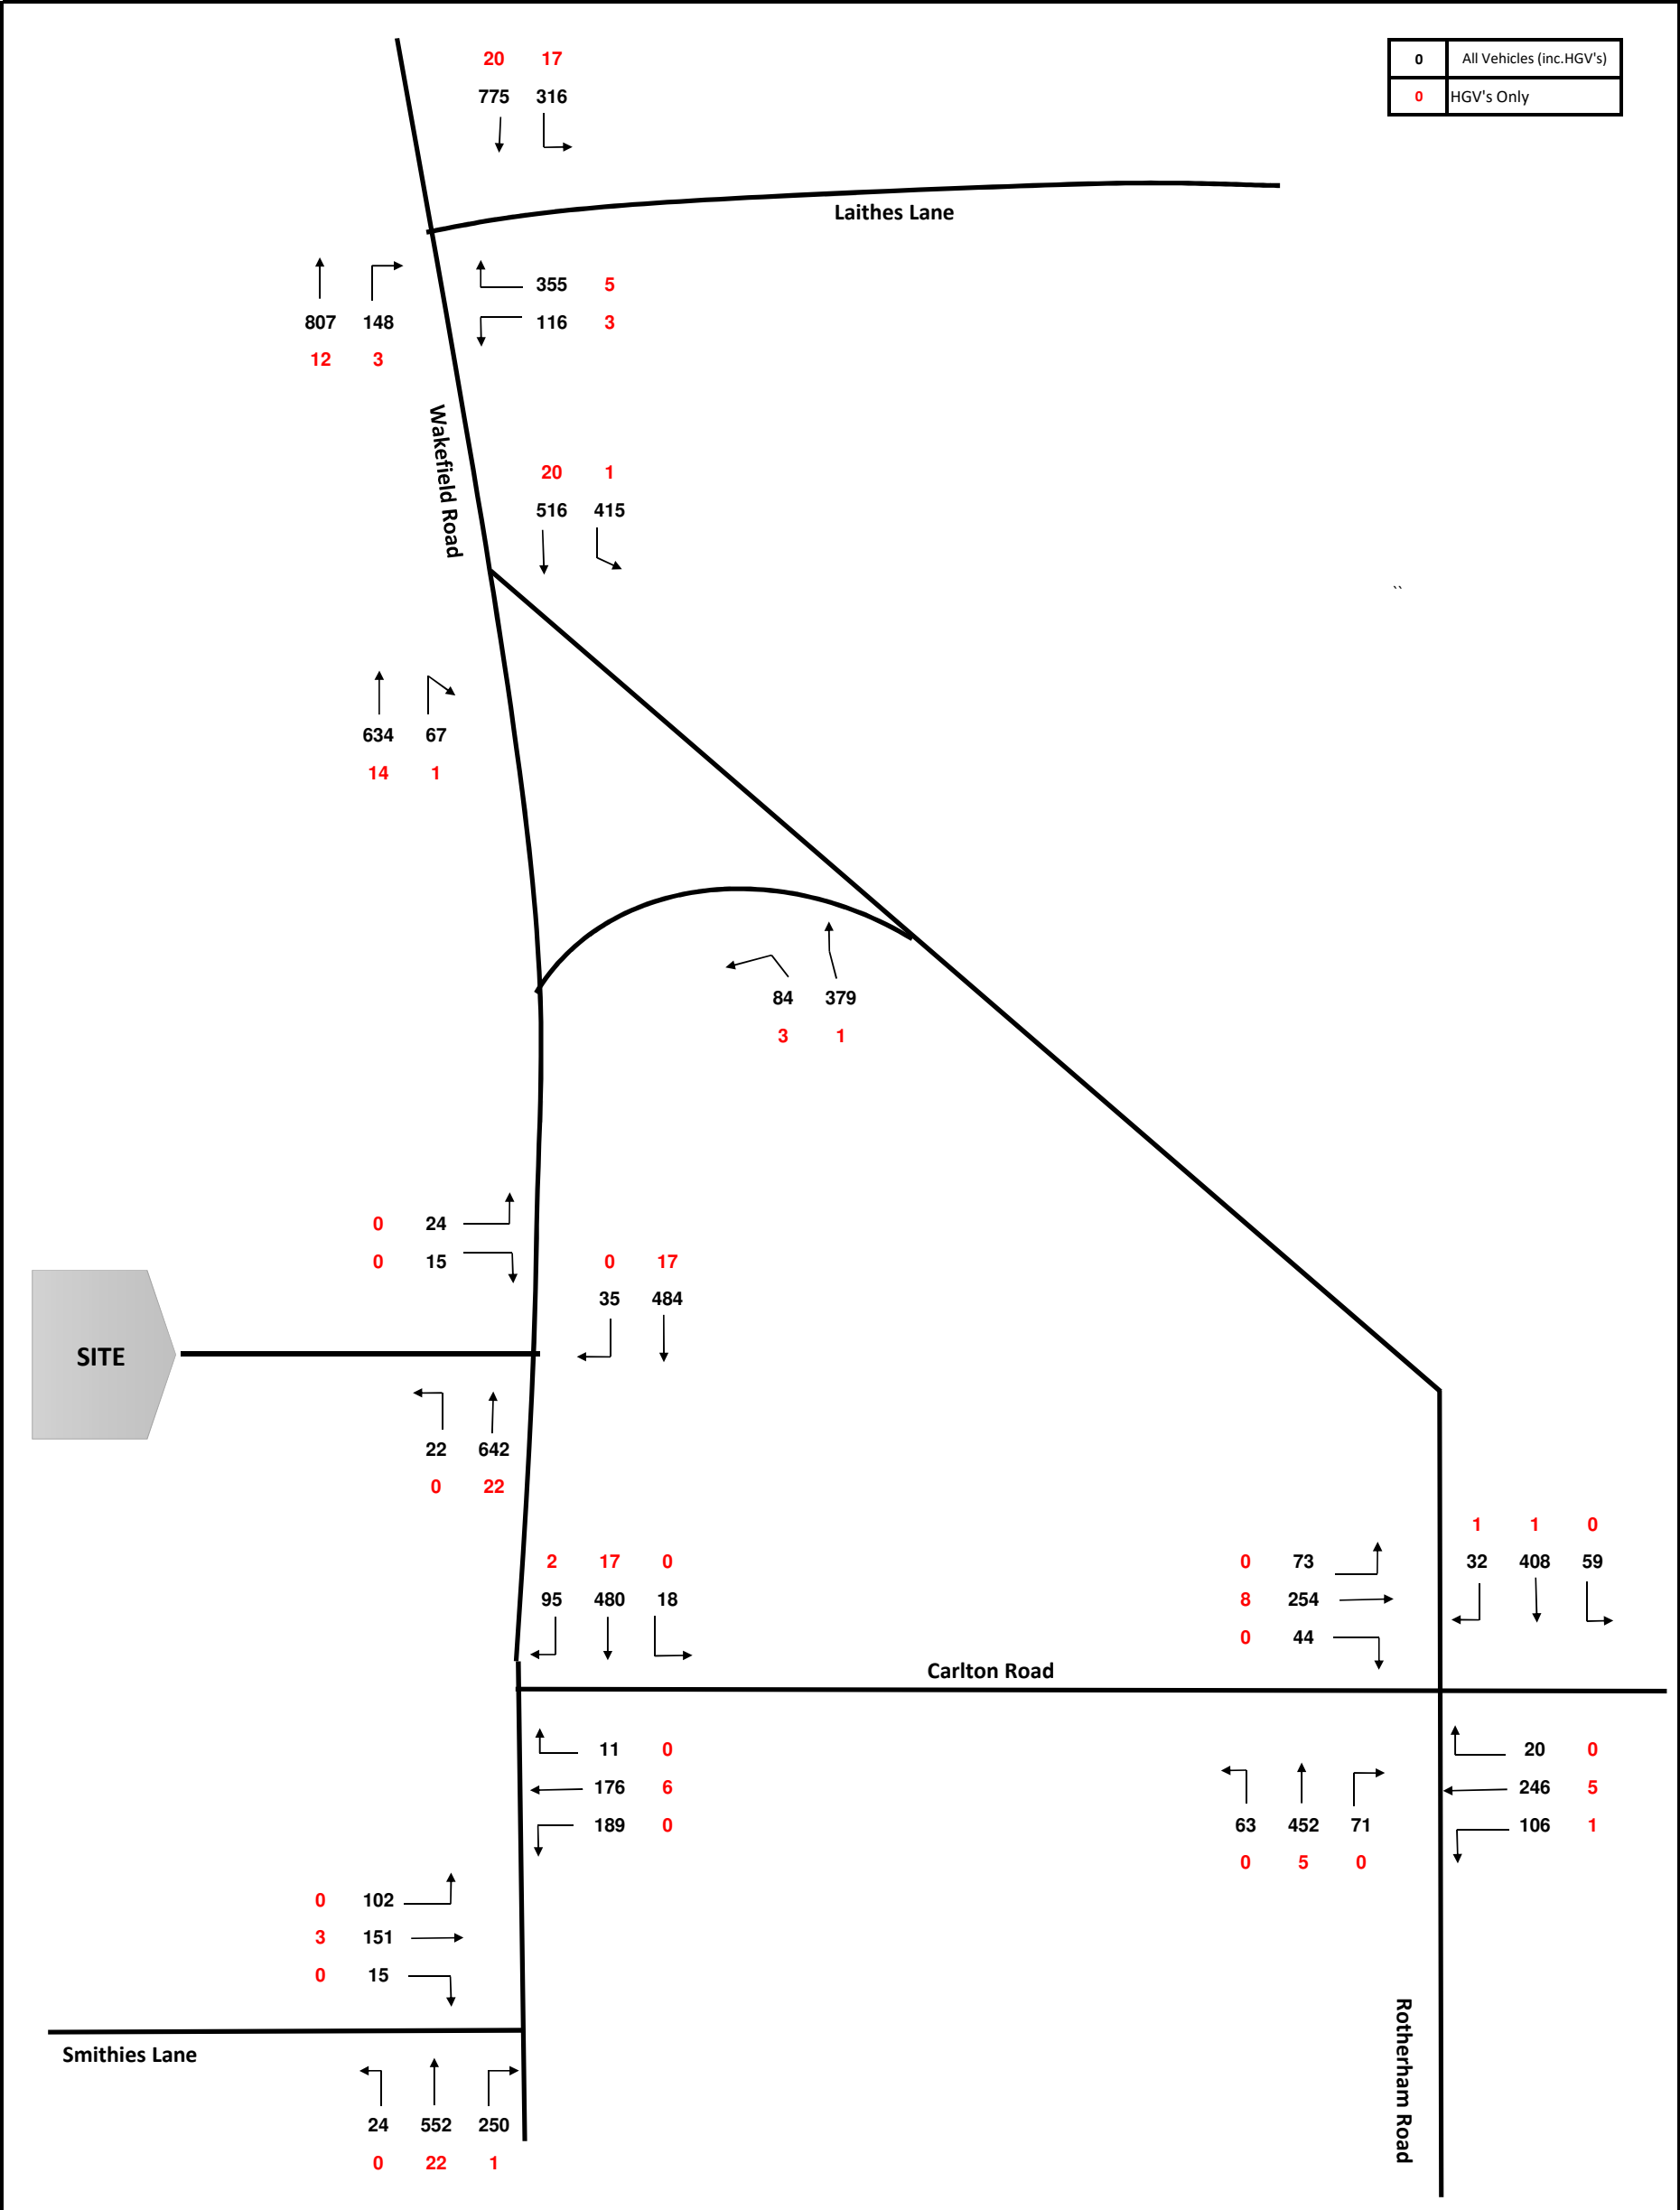 20 17
775 316
0 All Vehicles (inc.HGV's)
0 HGV's Only
Laithes Lane
355 5
116 3
807 148
12 3
Wakefield Road
20 1
516 415
``
634 67
14 1
84 379
3 1
0 24
0 15
0 17
35 484
SITE
22 642
0 22
2 17 0
95 480 18
0 73
8 254
0 44
1 1 0
32 408 59
Carlton Road
11 0
176 6
189 0
63 452 71
0 5 0
20 0
246 5
106 1
0 102
3 151
0 15
Smithies Lane
24 552 250
0 22 1
Rotherham Road